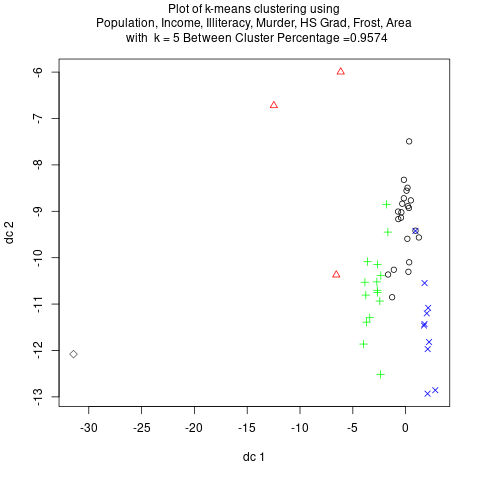 Plot of k-means clustering using
Population, Income, Illiteracy, Murder, HS Grad, Frost, Area
with k = 5 Between Cluster Percentage =0.9574
-6
-7
-8
-9
-10
-11
-12
-13
dc 2
-30 -25 -20 -15 -10 -5 0
dc 1